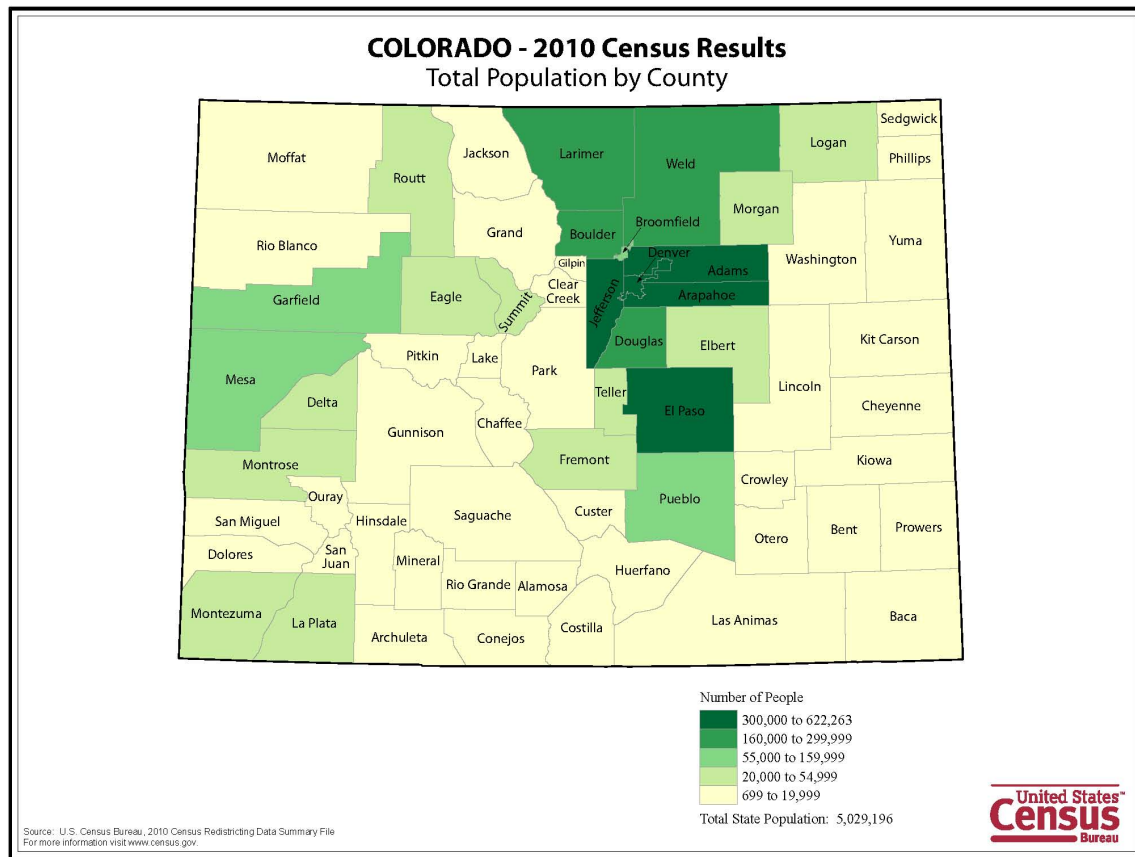 COLORADO - 2010 Census Results
Total Population by County
Sedgwick
Logan
Jackson
Larimer
Moffat
Weld
Phillips
Routt
Morgan
Broomfield
Grand
Boulder
Yuma
Rio Blanco
Denver
Washington
Gilpin
Adams
Clear
Creek
Eagle
Garfield
Summit
Jefferson
Arapahoe
Douglas
Elbert
Kit Carson
Pitkin
Lake
Park
Mesa
Lincoln
Teller
Delta
Cheyenne
El Paso
Chaffee
Gunnison
Fremont
Kiowa
Montrose
Crowley
Ouray
Pueblo
Custer
Saguache
San Miguel
Hinsdale
Bent
Prowers
Otero
Dolores
San
Juan
Mineral
Huerfano
Rio Grande
Alamosa
Montezuma
La Plata
Las Animas
Baca
Costilla
Archuleta
Conejos
Number of People
300,000 to 622,263
160,000 to 299,999
55,000 to 159,999
20,000 to 54,999
699 to 19,999
Total State Population: 5,029,196
Source: U.S. Census Bureau, 2010 Census Redistricting Data Summary File
For more information visit www.census.gov.
United States™
Census
Bureau